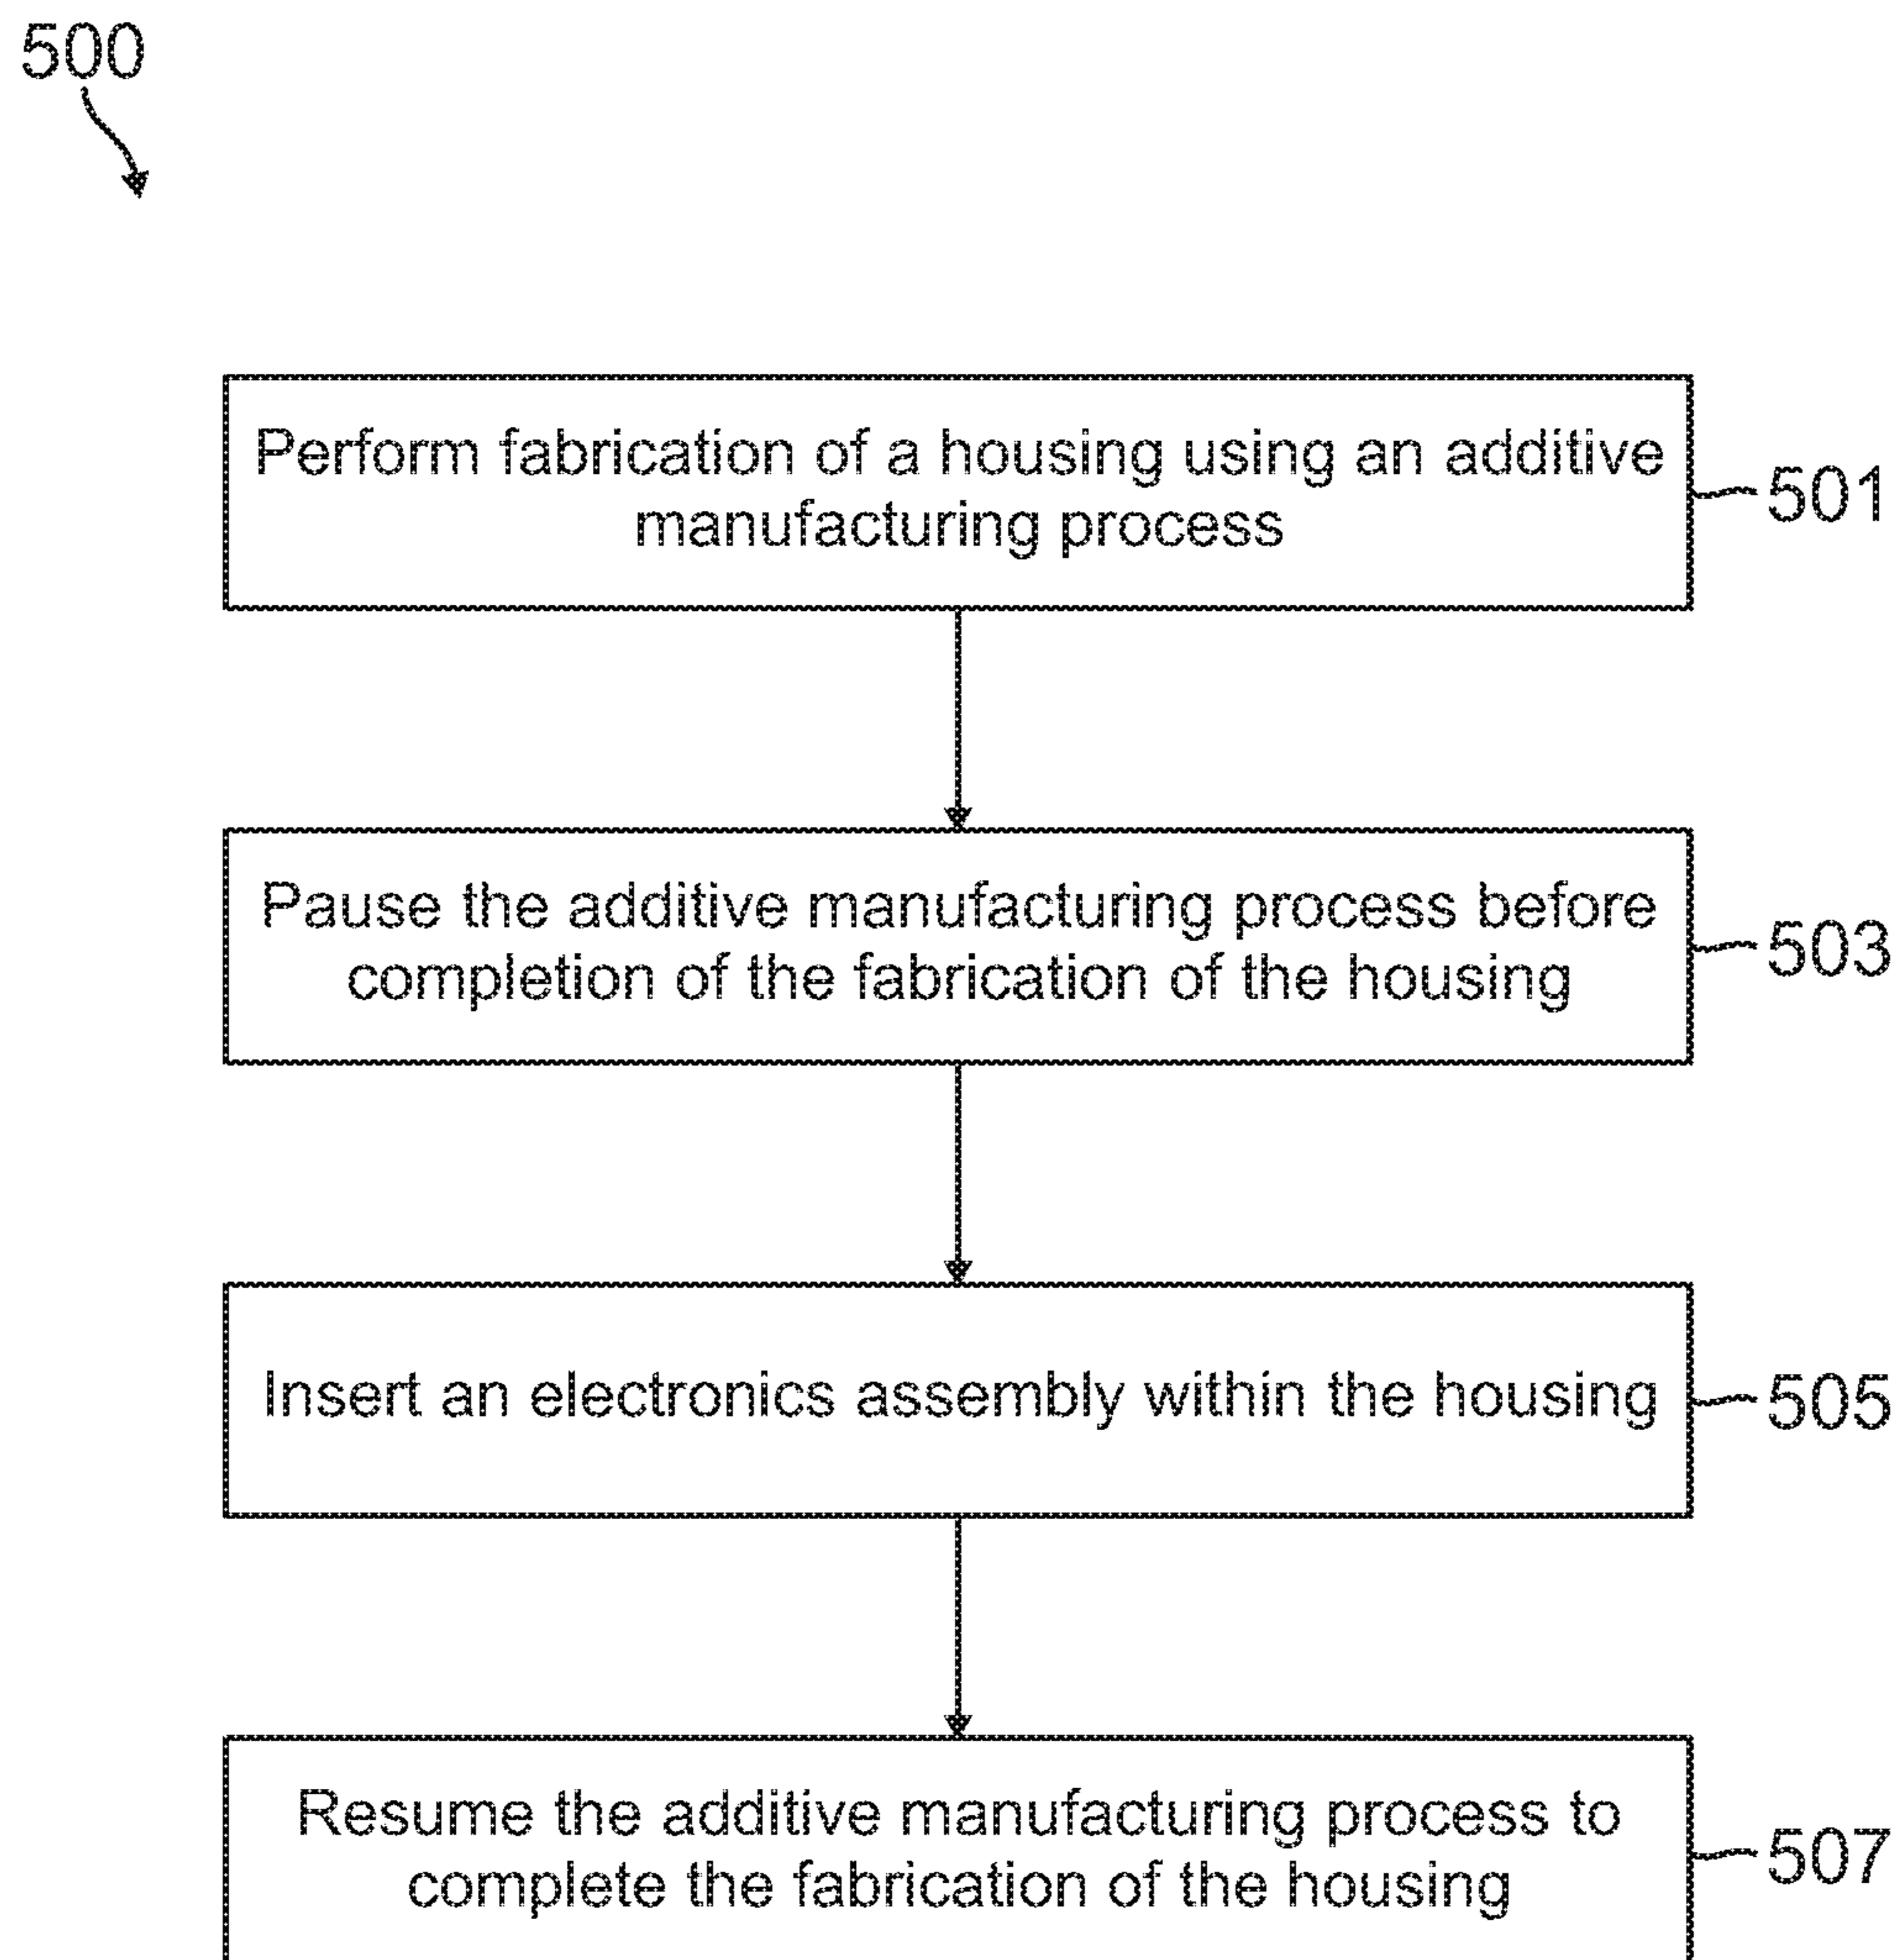 500
Perform fabrication of a housing using an additive
manufacturing process
501
Pause the additive manufacturing process before
completion of the fabrication of the housing
503
Insert an electronics assembly within the housing
505
Resume the additive manufacturing process to
complete the fabrication of the housing
507